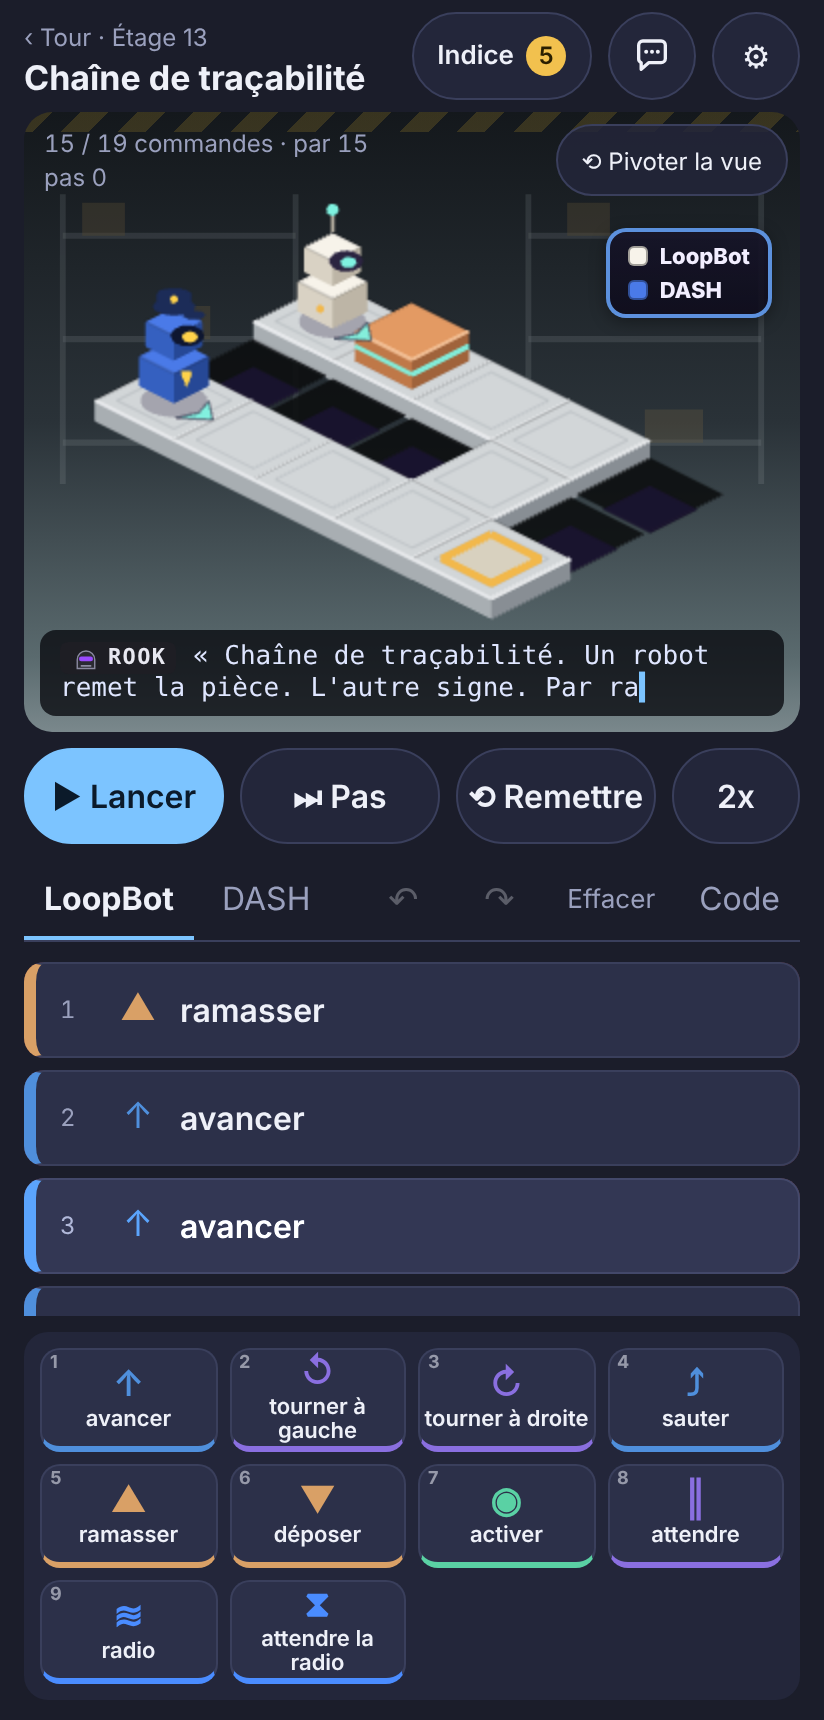 ‹ Tour · Étage 13
Chaîne de traçabilité
Indice 5
15 / 19 commandes · par 15
pas 0
⟲ Pivoter la vue
LoopBot
DASH
ROOK « Chaîne de traçabilité. Un robot
remet la pièce. L'autre signe. Par ra
▶ Lancer
⏭ Pas
⟲ Remettre
2x
LoopBot
DASH
↶
↷
Effacer
Code
1 ramasser
2 ↑ avancer
3 ↑ avancer
1 ↑ avancer
2 tourner à
gauche
3 tourner à droite
4 sauter
5 ramasser
6 déposer
7 activer
8 attendre
9 radio
attendre la
radio